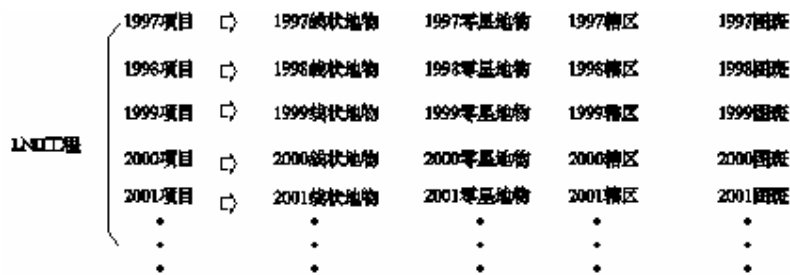 1997项目 ⇨ 1997线状地物 1997零星地物 1997辖区 1997图斑
1998项目 ⇨ 1998线状地物 1998零星地物 1998辖区 1998图斑
1999项目 ⇨ 1999线状地物 1999零星地物 1999辖区 1999图斑
LND工程
2000项目 ⇨ 2000线状地物 2000零星地物 2000辖区 2000图斑
2001项目 ⇨ 2001线状地物 2001零星地物 2001辖区 2001图斑